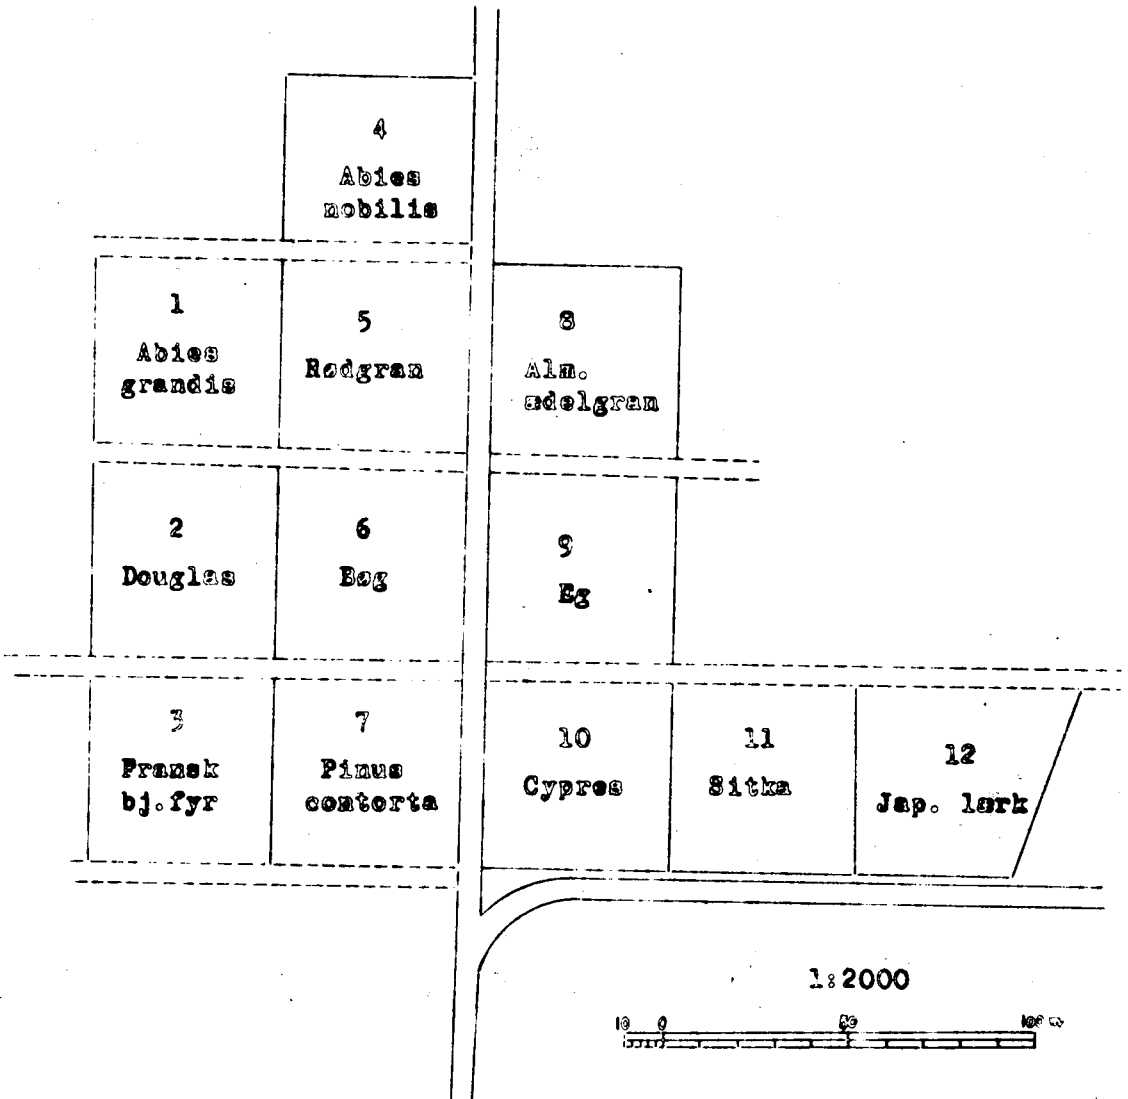 4
Abies
nobilis
1
Abies
grandis
5
Rødgran
8
Alm.
ædelgran
2
Douglas
6
Bøg
9
Eg
3
Fransk
bj.fyr
7
Pinus
contorta
10
Cypres
11
Sitka
12
Jap. lærk
1:2000
10 0 50 100 m